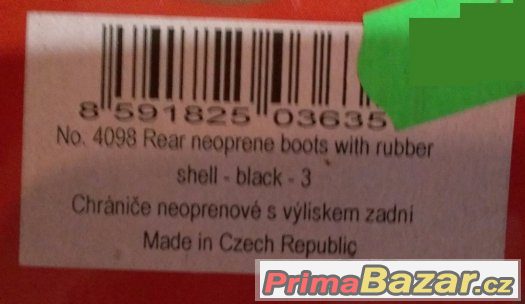 8 591825 03635
No. 4098 Rear neoprene boots with rubber
shell - black - 3
Chrániče neoprenové s výliskem zadní
Made in Czech Republic
PrimaBazar.cz